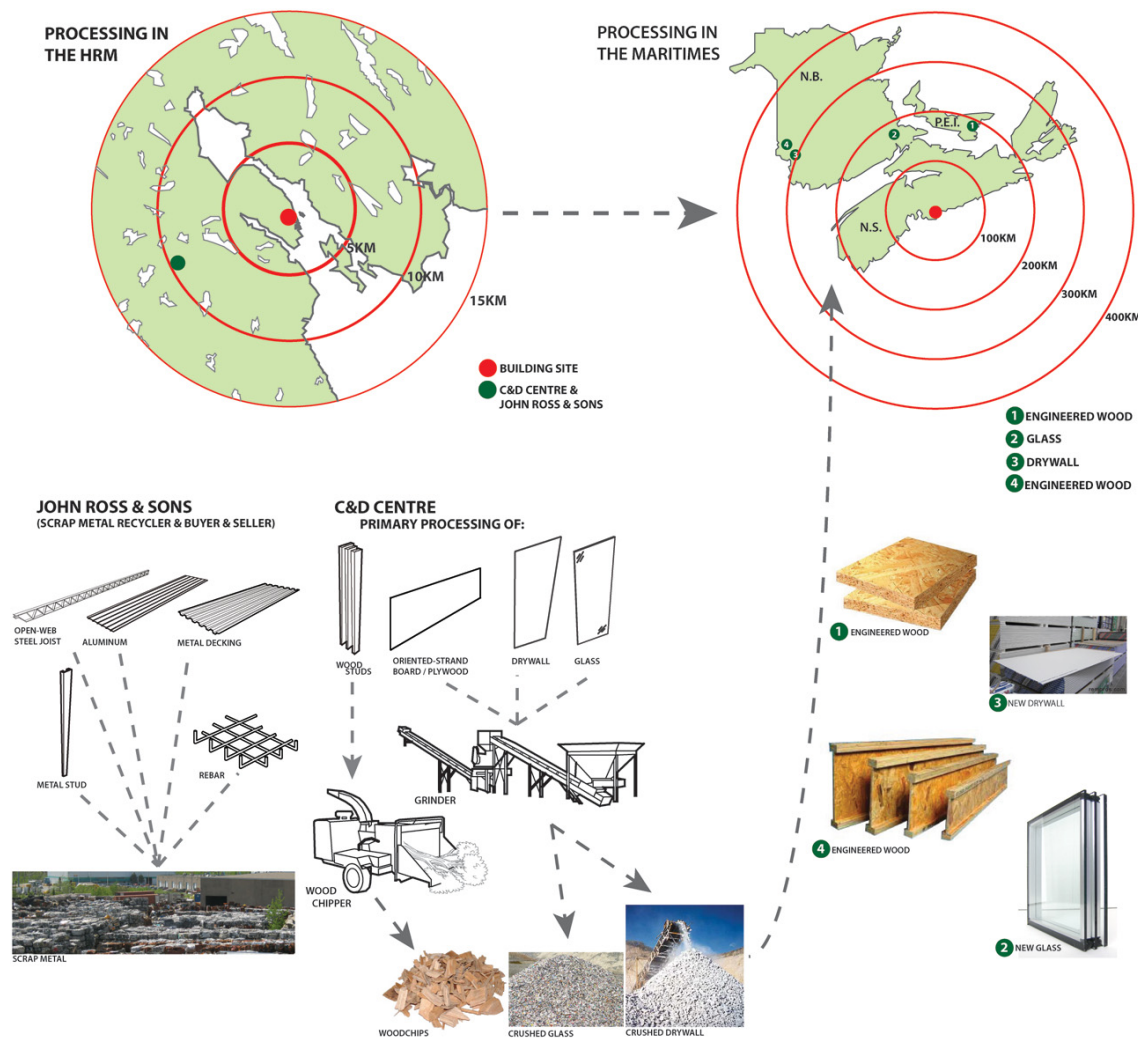 PROCESSING IN
THE HRM
5KM
10KM
15KM
BUILDING SITE
C&D CENTRE &
JOHN ROSS & SONS
PROCESSING IN
THE MARITIMES
N.B.
P.E.I.
1
2
4
3
N.S.
100KM
200KM
300KM
400KM
1 ENGINEERED WOOD
2 GLASS
3 DRYWALL
4 ENGINEERED WOOD
JOHN ROSS & SONS
(SCRAP METAL RECYCLER & BUYER & SELLER)
OPEN-WEB
STEEL JOIST
ALUMINUM
METAL DECKING
METAL STUD
REBAR
SCRAP METAL
C&D CENTRE
PRIMARY PROCESSING OF:
WOOD
STUDS
ORIENTED-STRAND
BOARD / PLYWOOD
DRYWALL
GLASS
GRINDER
WOOD
CHIPPER
WOODCHIPS
CRUSHED GLASS
CRUSHED DRYWALL
1 ENGINEERED WOOD
3 NEW DRYWALL
4 ENGINEERED WOOD
2 NEW GLASS